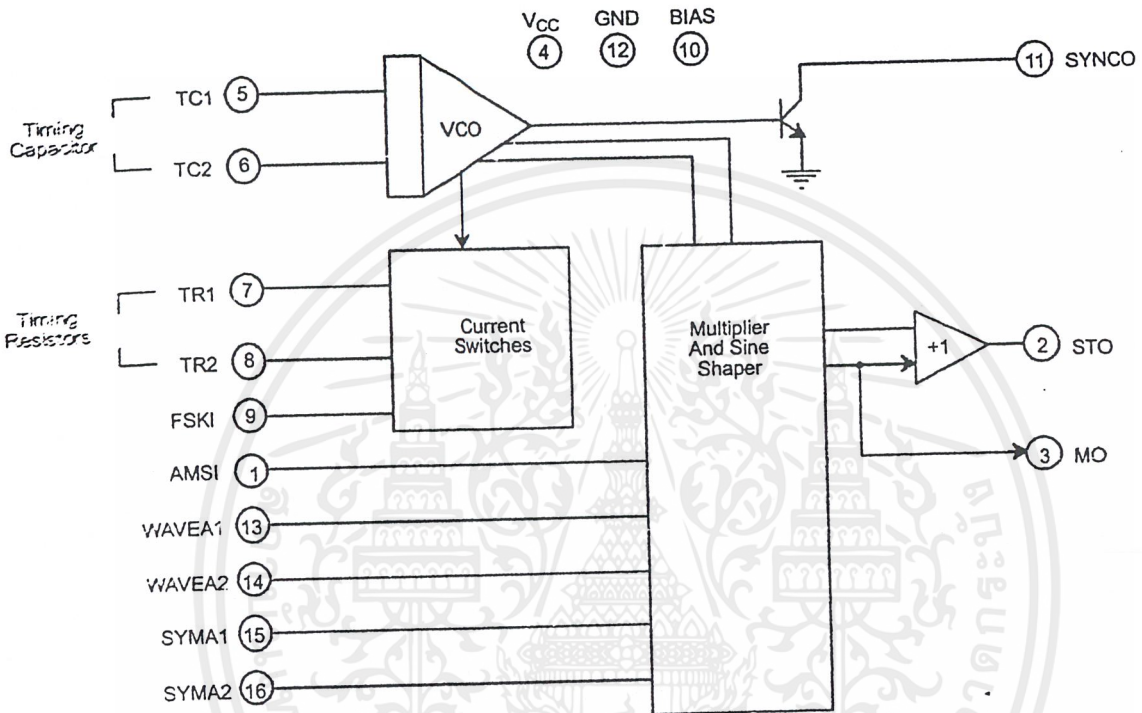 VCC GND BIAS
4 12 10
11 SYNCO
TC1 5
Timing
Capacitor
VCO
TC2 6
TR1 7
Timing
Resistors
Current
Switches
Multiplier
And Sine
Shaper
+1
2 STO
TR2 8
FSKI 9
3 MO
AMSI 1
WAVEA1 13
WAVEA2 14
SYMA1 15
SYMA2 16